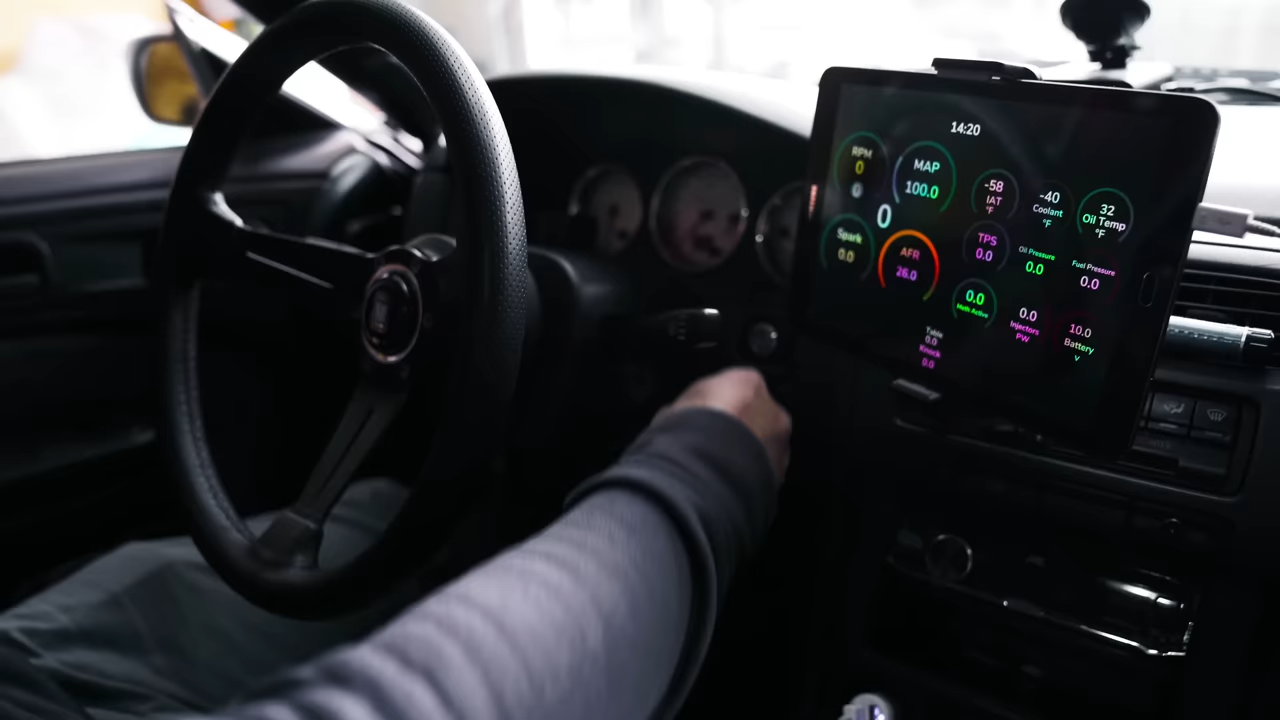 14:20
RPM
0
0
MAP
100.0
-58
IAT
°F
-40
Coolant
°F
32
Oil Temp
°F
0
Spark
0.0
AFR
26.0
TPS
0.0
Oil Pressure
0.0
Fuel Pressure
0.0
0.0
Meth Active
0.0
Injectors
PW
10.0
Battery
V
Table
0.0
Knock
0.0